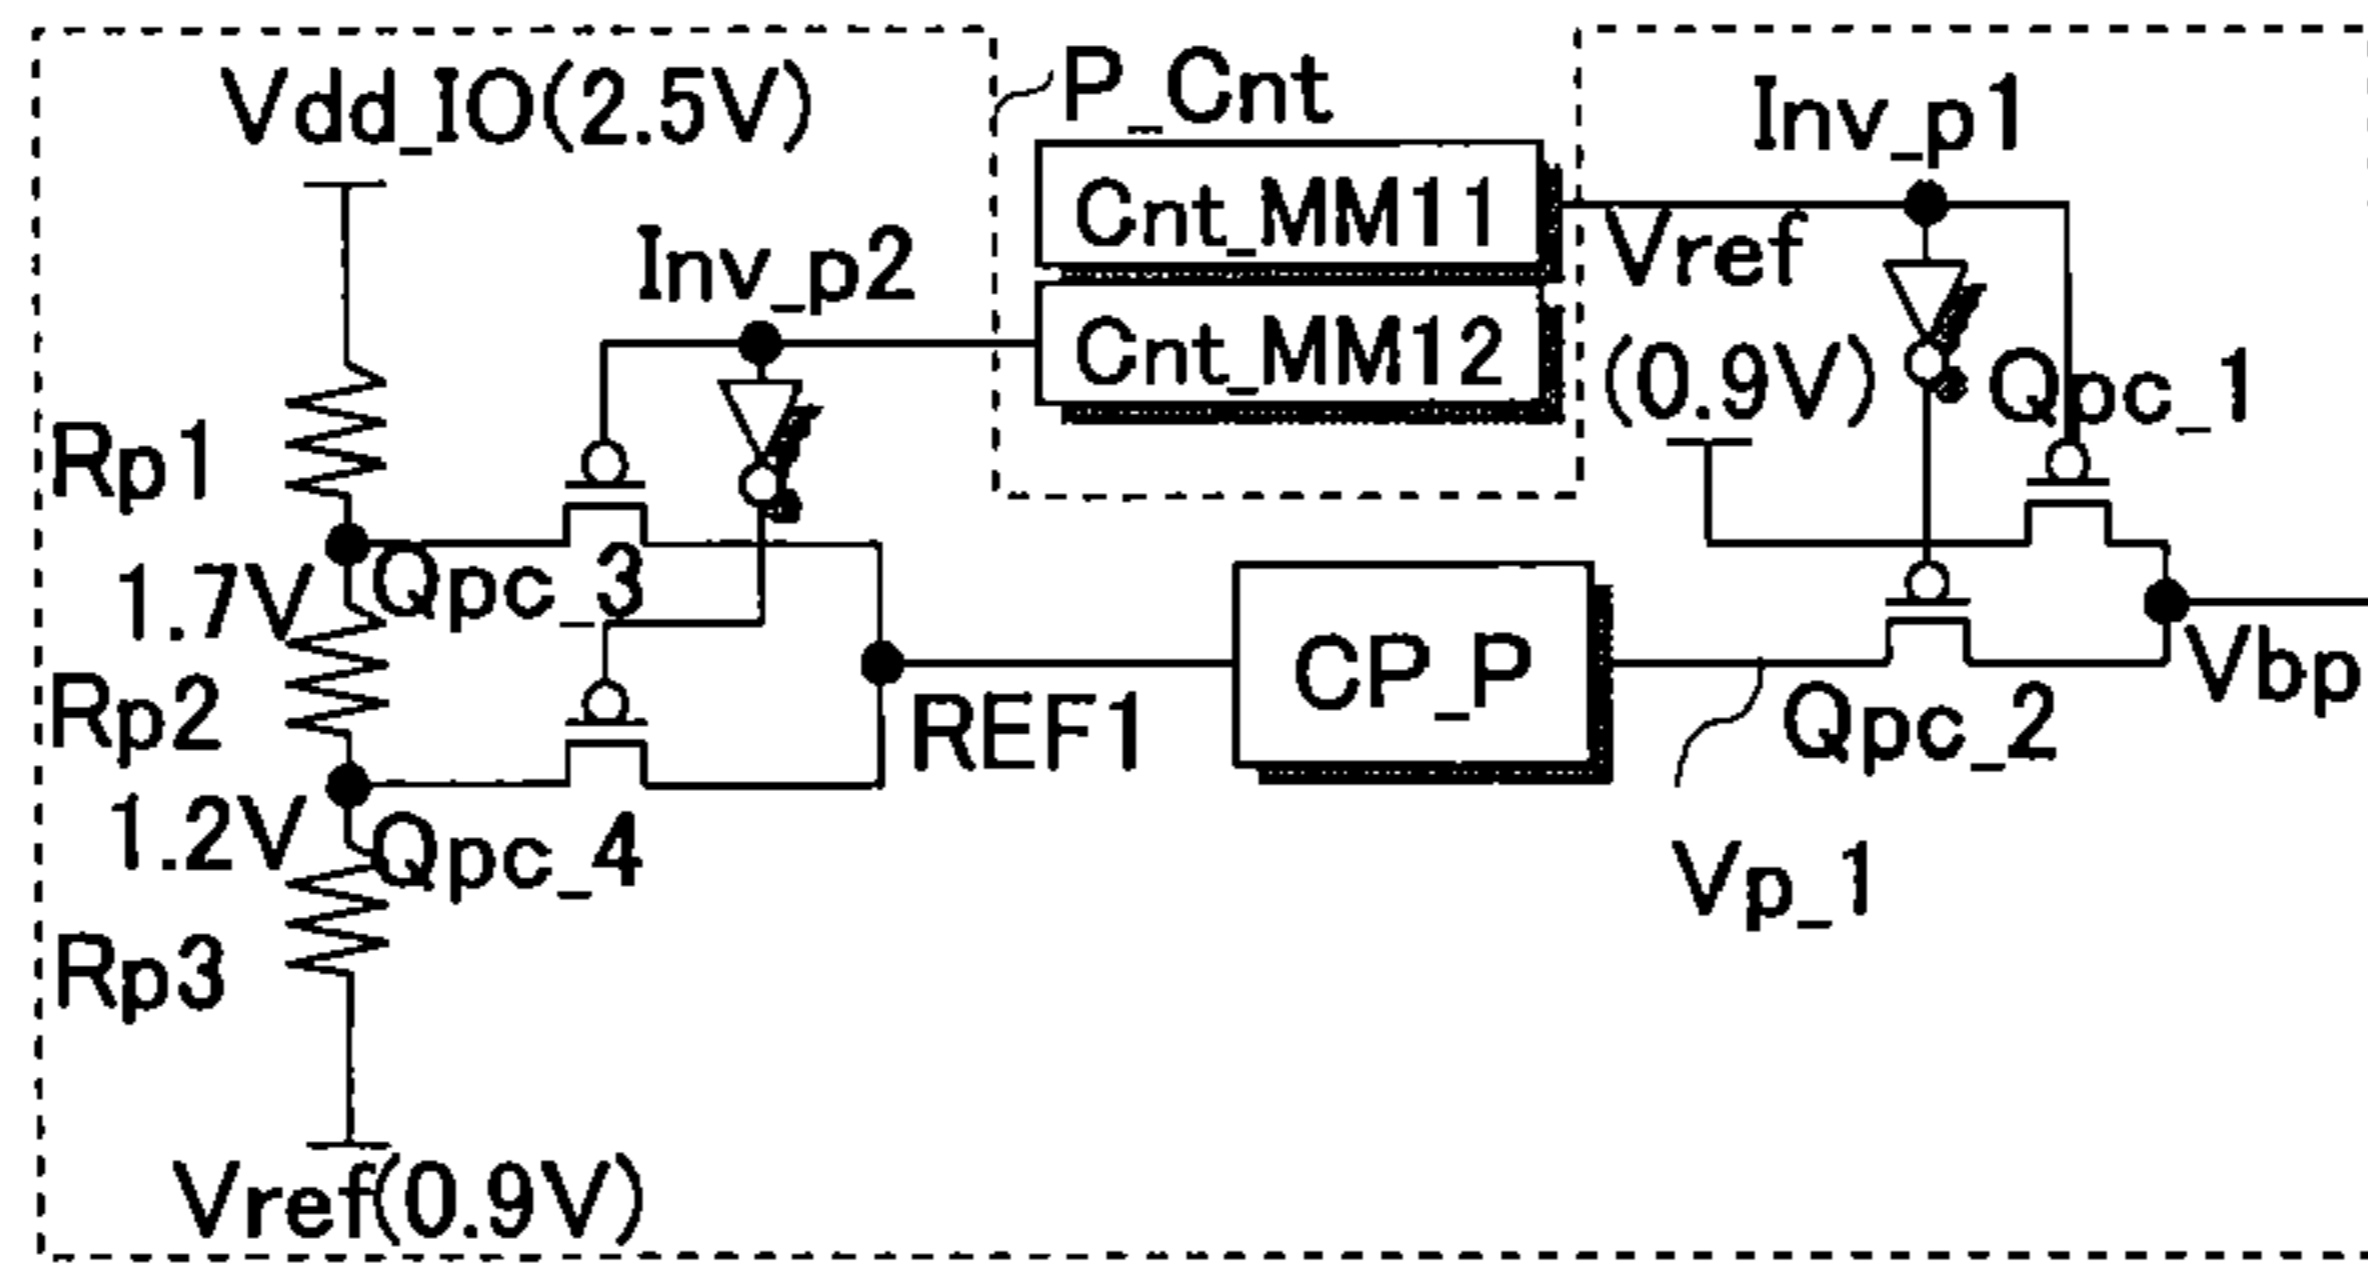 Vdd_IO(2.5V)
P_Cnt
Inv_p1
Cnt_MM11
Inv_p2
Vref
(0.9V)
Cnt_MM12
Qpc_1
Rp1
Qpc_3
1.7V
Rp2
REF1
CP_P
Qpc_2
Vbp
1.2V
Qpc_4
Vp_1
Rp3
Vref(0.9V)